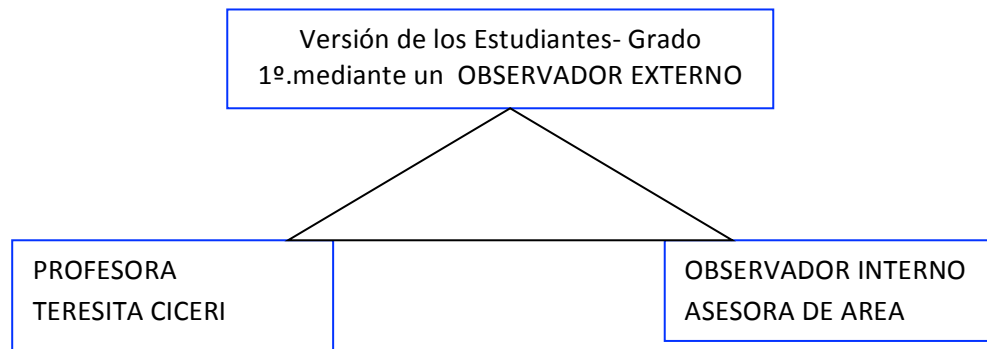 Versión de los Estudiantes- Grado
1º.mediante un  OBSERVADOR EXTERNO
PROFESORA
TERESITA CICERI
OBSERVADOR INTERNO
ASESORA DE AREA